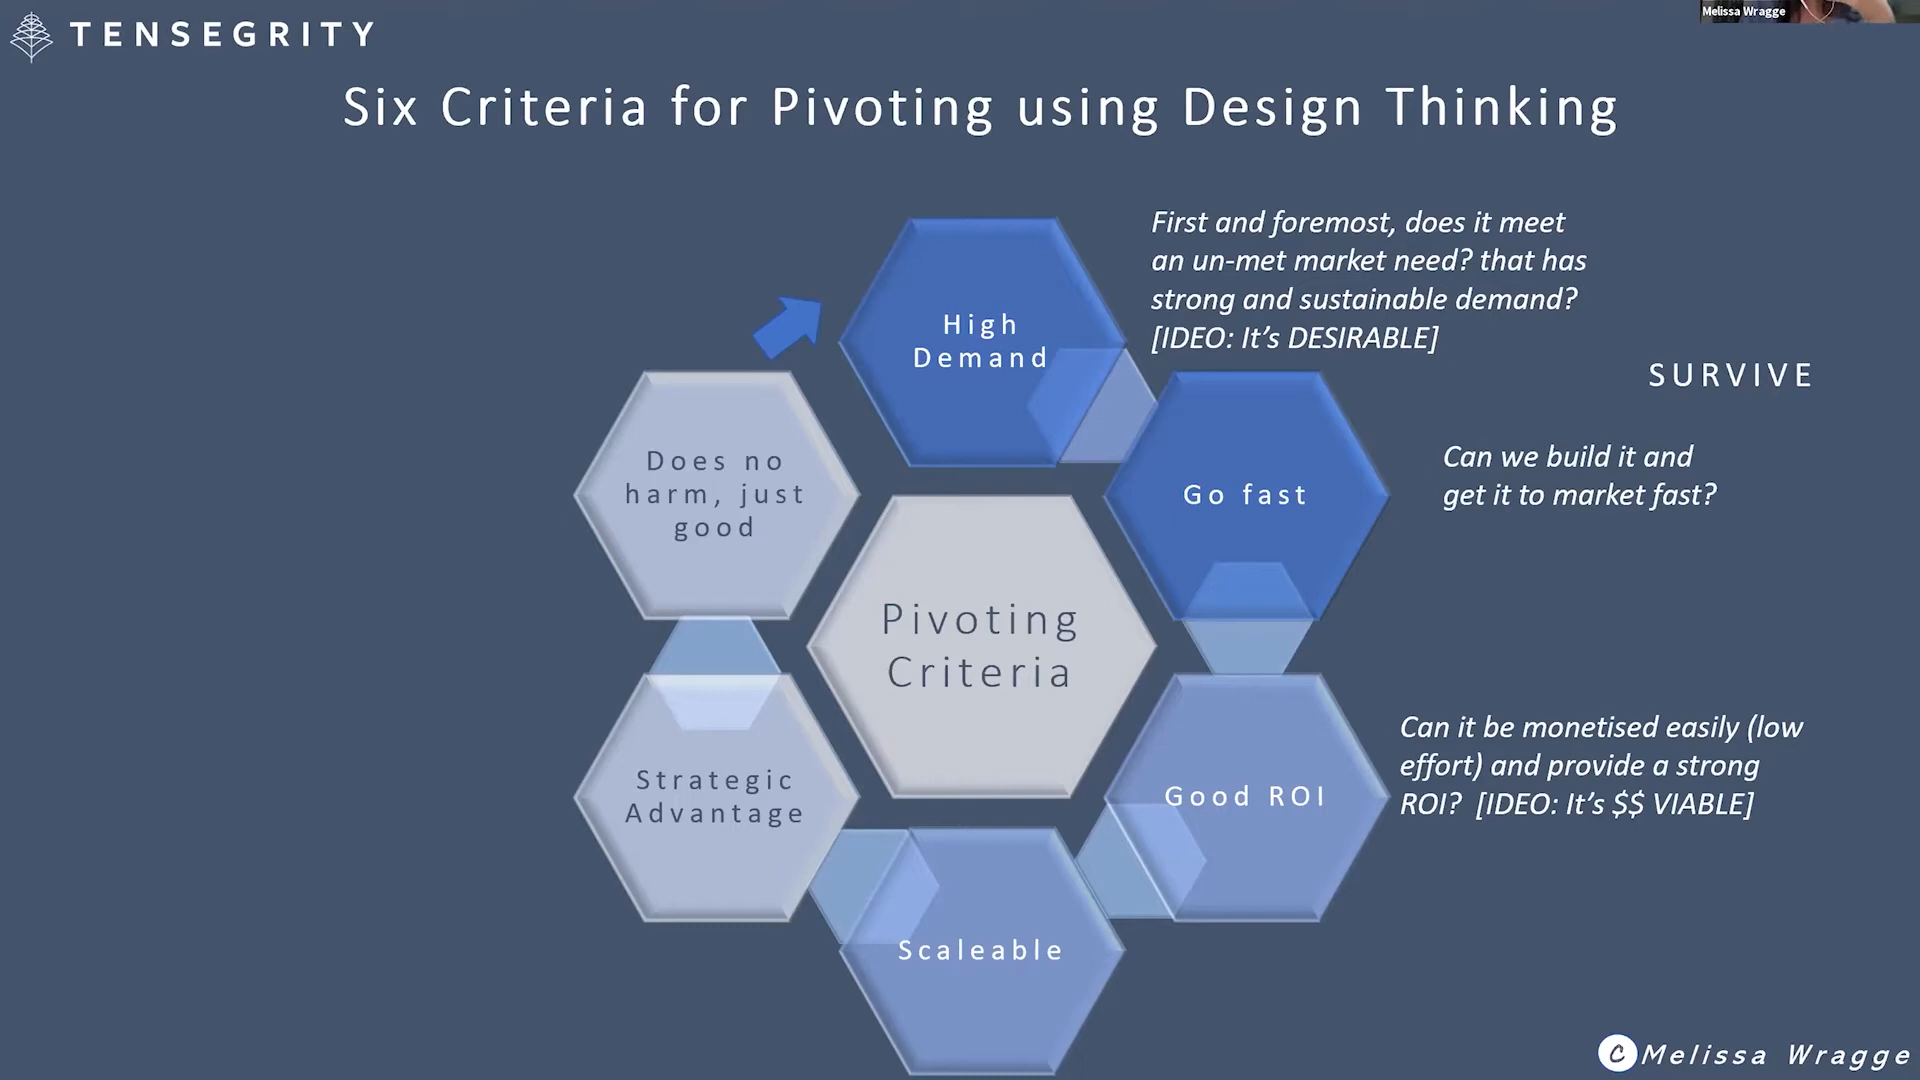 TENSEGRITY
Melissa Wragge
Six Criteria for Pivoting using Design Thinking
First and foremost, does it meet
an un-met market need? that has
strong and sustainable demand?
[IDEO: It's DESIRABLE]
High
Demand
SURVIVE
Does no
harm, just
good
Go fast
Can we build it and
get it to market fast?
Pivoting
Criteria
Strategic
Advantage
Good ROI
Can it be monetised easily (low
effort) and provide a strong
ROI?  [IDEO: It's $$ VIABLE]
Scaleable
C Melissa Wragge